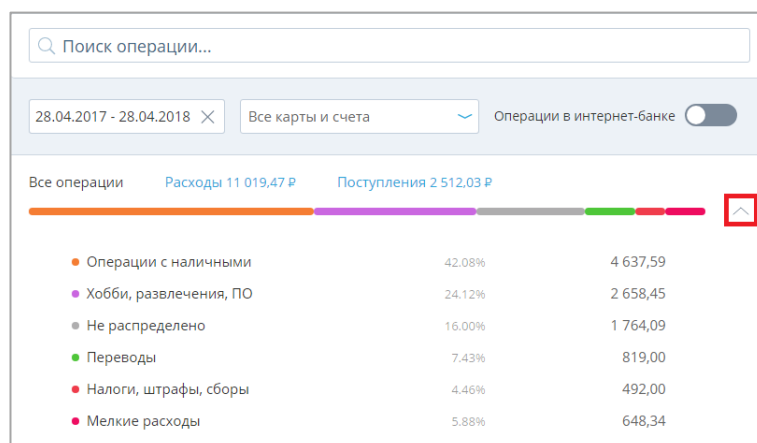 Поиск операции...
28.04.2017 - 28.04.2018 Все карты и счета Операции в интернет-банке
Все операции Расходы 11 019,47 ₽ Поступления 2 512,03 ₽
Операции с наличными 42.08% 4 637,59
Хобби, развлечения, ПО 24.12% 2 658,45
Не распределено 16.00% 1 764,09
Переводы 7.43% 819,00
Налоги, штрафы, сборы 4.46% 492,00
Мелкие расходы 5.88% 648,34